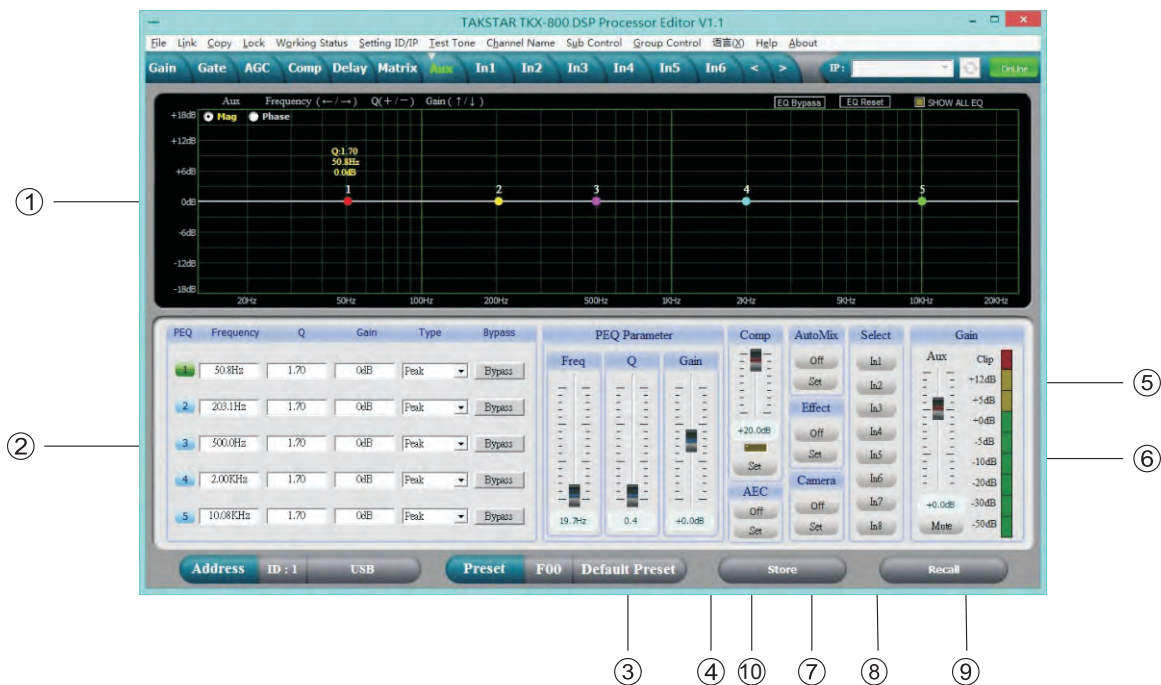 TAKSTAR TKX-800 DSP Processor Editor V1.1
File Link Copy Lock Working Status Setting ID/IP Test Tone Channel Name Sub Control Group Control 语言(X) Help About
Gain Gate AGC Comp Delay Matrix Aux In1 In2 In3 In4 In5 In6 < > IP: OnLine
Aux Frequency (←/→) Q(+/−) Gain (↑/↓) EQ Bypass EQ Reset SHOW ALL EQ
+18dB Mag Phase
+12dB
Q:1.70
50.8Hz
+6dB 0.0dB
1 2 3 4 5
① 0dB
-6dB
-12dB
-18dB
20Hz 50Hz 100Hz 200Hz 500Hz 1KHz 2KHz 5KHz 10KHz 20KHz
PEQ Frequency Q Gain Type Bypass
1 50.8Hz 1.70 0dB Peak Bypass
2 203.1Hz 1.70 0dB Peak Bypass
② 3 500.0Hz 1.70 0dB Peak Bypass
4 2.00KHz 1.70 0dB Peak Bypass
5 10.08KHz 1.70 0dB Peak Bypass
PEQ Parameter
Freq Q Gain
19.7Hz 0.4 +0.0dB
Comp
+20.0dB
Set
AEC
Off
Set
AutoMix
Off
Set
Effect
Off
Set
Camera
Off
Set
Select
In1
In2
In3
In4
In5
In6
In7
In8
Gain
Aux
+0.0dB
Mute
Clip
+12dB
+5dB
+0dB
-5dB
-10dB
-20dB
-30dB
-50dB
⑤
⑥
Address ID : 1 USB Preset F00 Default Preset Store Recall
③ ④ ⑩ ⑦ ⑧ ⑨